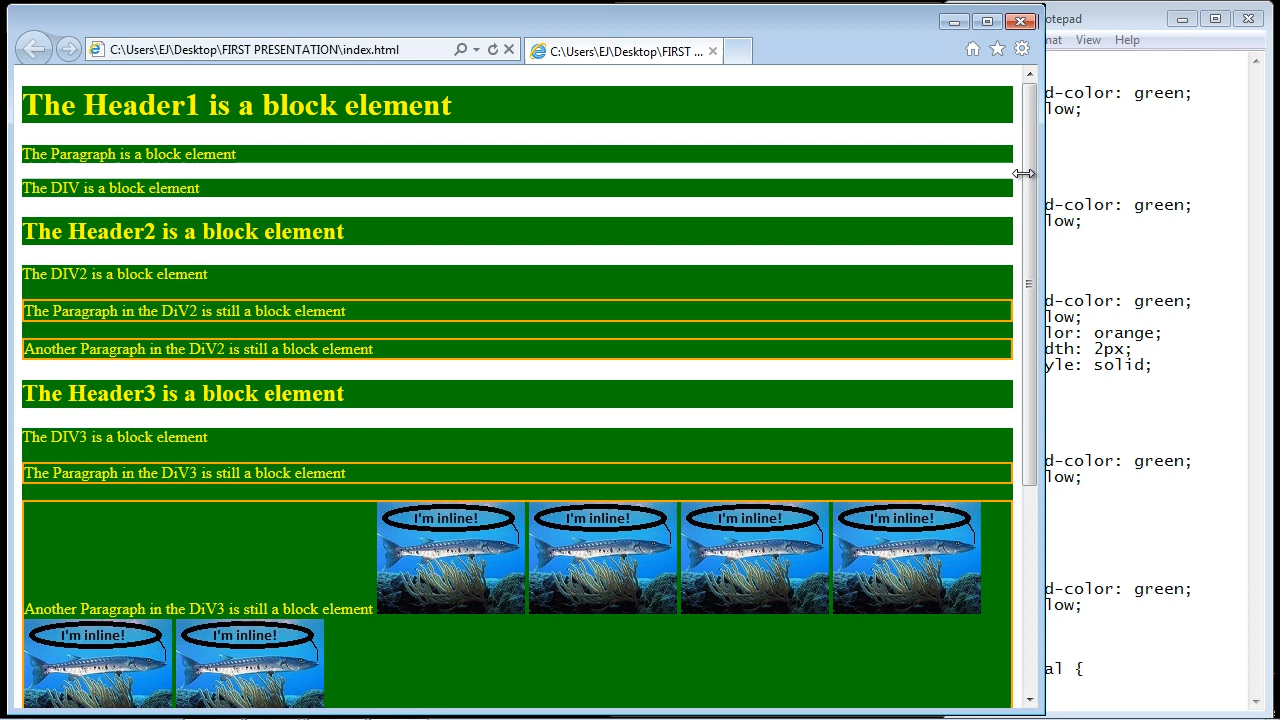 C:\Users\EJ\Desktop\FIRST PRESENTATION\index.html
C:\Users\EJ\Desktop\FIRST ...
The Header1 is a block element
The Paragraph is a block element
The DIV is a block element
The Header2 is a block element
The DIV2 is a block element
The Paragraph in the DiV2 is still a block element
Another Paragraph in the DiV2 is still a block element
The Header3 is a block element
The DIV3 is a block element
The Paragraph in the DiV3 is still a block element
I'm inline! I'm inline! I'm inline! I'm inline!
Another Paragraph in the DiV3 is still a block element
I'm inline! I'm inline!
otepad
nat View Help
d-color: green;
low;
d-color: green;
low;
d-color: green;
low;
lor: orange;
dth: 2px;
yle: solid;
d-color: green;
low;
d-color: green;
low;
al {